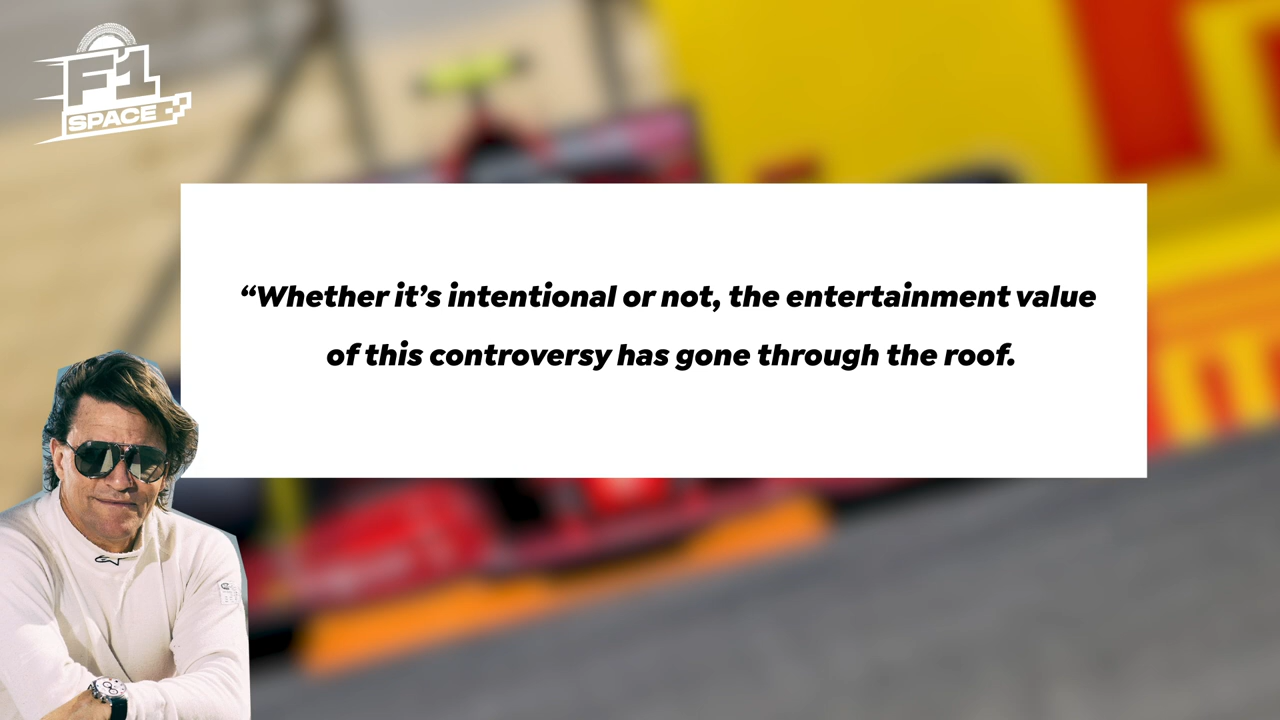 F1
SPACE
“Whether it’s intentional or not, the entertainment value
of this controversy has gone through the roof.